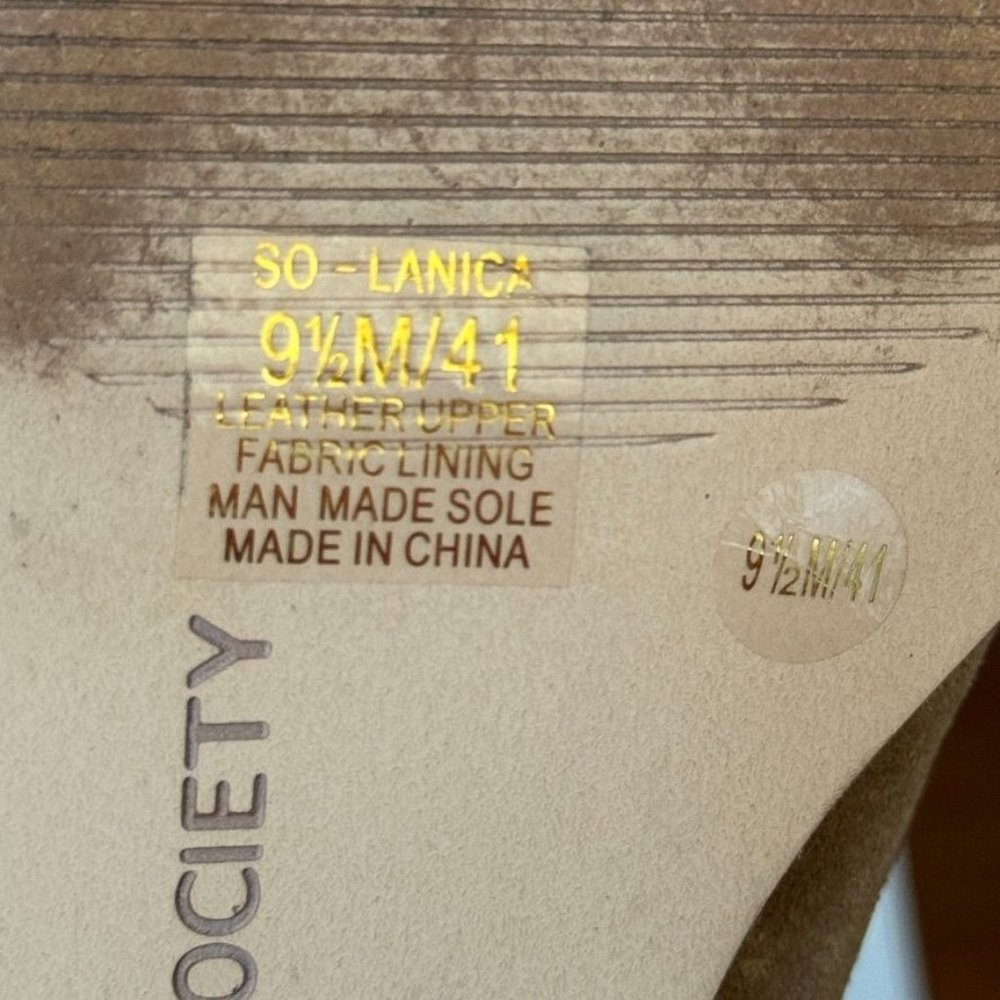 SO - LANICA
9½M/41
LEATHER UPPER
FABRIC LINING
MAN MADE SOLE
MADE IN CHINA
9½M/41
OCIETY